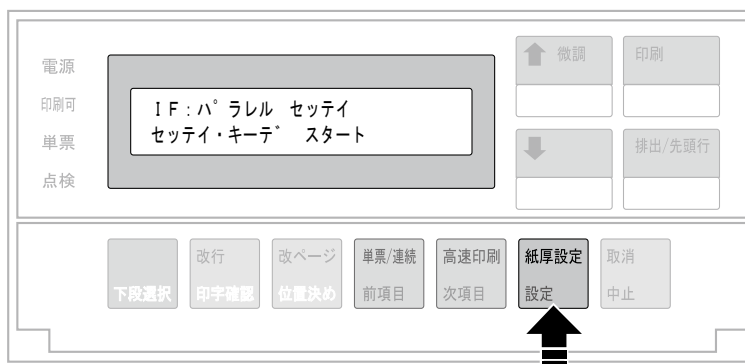 電源
印刷可
単票
点検
IF:パラレル セッテイ
セッテイ・キーデ スタート
微調
印刷
排出/先頭行
下段選択
改行
印字確認
改ページ
位置決め
単票/連続
前項目
高速印刷
次項目
紙厚設定
設定
取消
中止